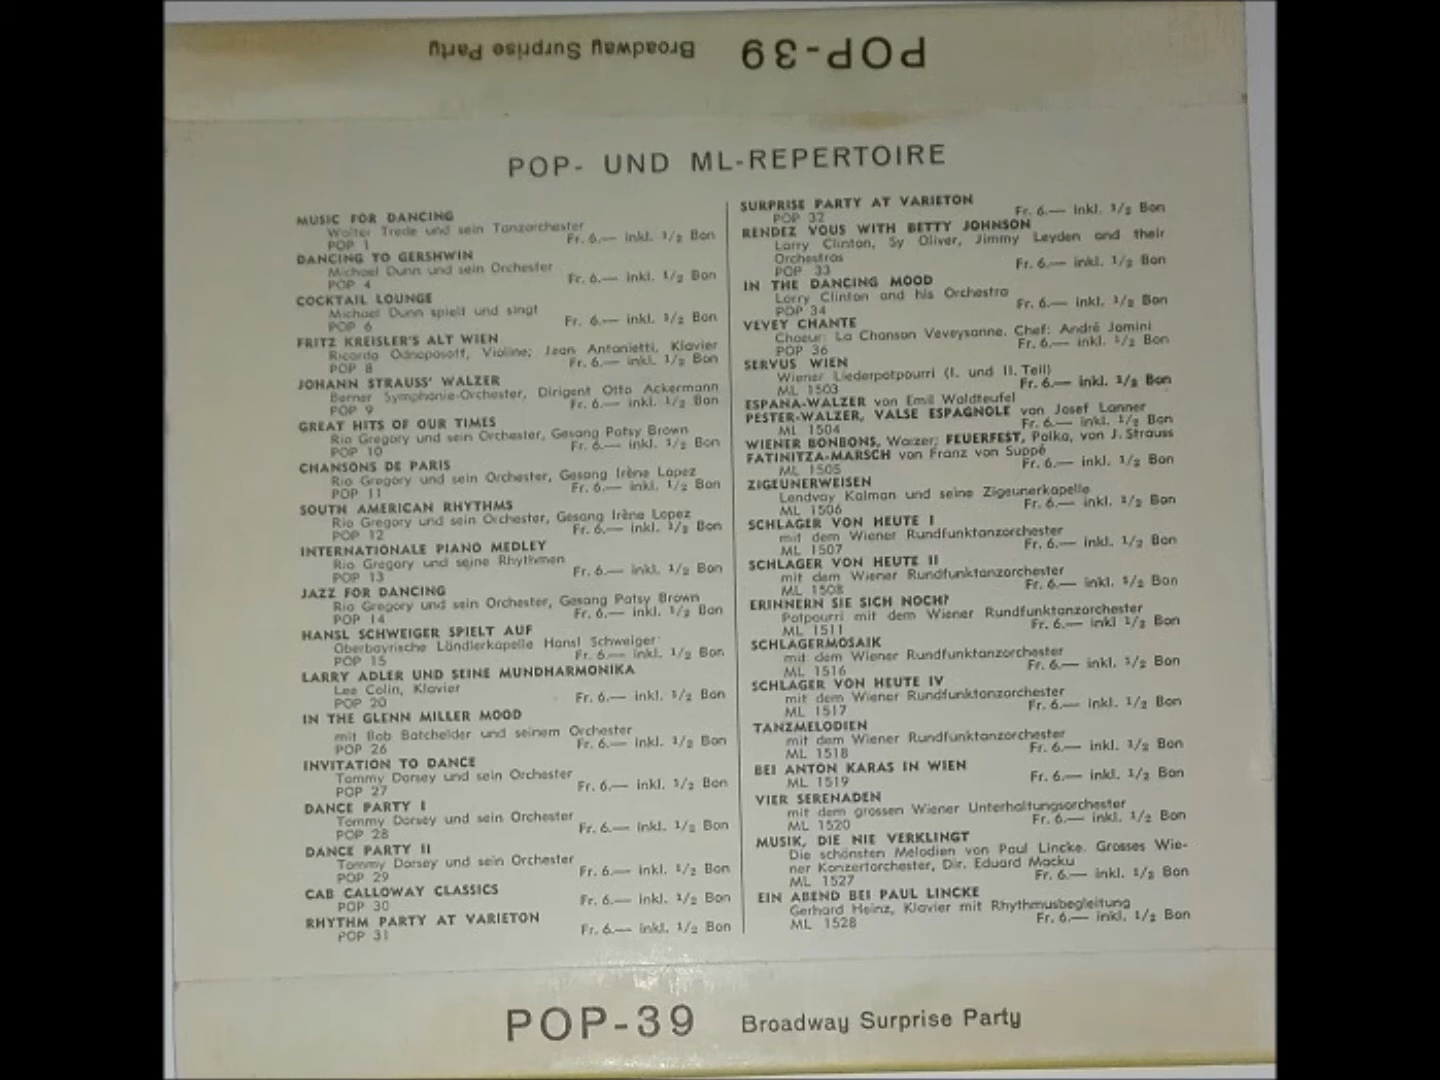 POP-39 Broadway Surprise Party
POP- UND ML-REPERTOIRE
MUSIC FOR DANCING
Walter Trede und sein Tanzorchester
POP 1 Fr. 6.— inkl. 1/2 Bon
DANCING TO GERSHWIN
Michael Dunn und sein Orchester
POP 4 Fr. 6.— inkl. 1/2 Bon
COCKTAIL LOUNGE
Michael Dunn spielt und singt
POP 6 Fr. 6.— inkl. 1/2 Bon
FRITZ KREISLER'S ALT WIEN
Ricardo Odnoposoff, Violine; Jean Antonietti, Klavier
POP 8 Fr. 6.— inkl. 1/2 Bon
JOHANN STRAUSS' WALZER
Berner Symphonie-Orchester, Dirigent Otto Ackermann
POP 9 Fr. 6.— inkl. 1/2 Bon
GREAT HITS OF OUR TIMES
Rio Gregory und sein Orchester, Gesang Patsy Brown
POP 10 Fr. 6.— inkl. 1/2 Bon
CHANSONS DE PARIS
Rio Gregory und sein Orchester, Gesang Irène Lopez
POP 11 Fr. 6.— inkl. 1/2 Bon
SOUTH AMERICAN RHYTHMS
Rio Gregory und sein Orchester, Gesang Irène Lopez
POP 12 Fr. 6.— inkl. 1/2 Bon
INTERNATIONALE PIANO MEDLEY
Rio Gregory und seine Rhythmen
POP 13 Fr. 6.— inkl. 1/2 Bon
JAZZ FOR DANCING
Rio Gregory und sein Orchester, Gesang Patsy Brown
POP 14 Fr. 6.— inkl. 1/2 Bon
HANSL SCHWEIGER SPIELT AUF
Oberbayrische Ländlerkapelle Hansl Schweiger
POP 15 Fr. 6.— inkl. 1/2 Bon
LARRY ADLER UND SEINE MUNDHARMONIKA
Lee Colin, Klavier
POP 20 Fr. 6.— inkl. 1/2 Bon
IN THE GLENN MILLER MOOD
mit Bob Batchelder und seinem Orchester
POP 26 Fr. 6.— inkl. 1/2 Bon
INVITATION TO DANCE
Tommy Dorsey und sein Orchester
POP 27 Fr. 6.— inkl. 1/2 Bon
DANCE PARTY I
Tommy Dorsey und sein Orchester
POP 28 Fr. 6.— inkl. 1/2 Bon
DANCE PARTY II
Tommy Dorsey und sein Orchester
POP 29 Fr. 6.— inkl. 1/2 Bon
CAB CALLOWAY CLASSICS
POP 30 Fr. 6.— inkl. 1/2 Bon
RHYTHM PARTY AT VARIETON
POP 31 Fr. 6.— inkl. 1/2 Bon
SURPRISE PARTY AT VARIETON
POP 32 Fr. 6.— inkl. 1/2 Bon
RENDEZ VOUS WITH BETTY JOHNSON
Larry Clinton, Sy Oliver, Jimmy Leyden and their
Orchestras
POP 33 Fr. 6.— inkl. 1/2 Bon
IN THE DANCING MOOD
Larry Clinton and his Orchestra
POP 34 Fr. 6.— inkl. 1/2 Bon
VEVEY CHANTE
Choeur: La Chanson Veveysanne. Chef: André Jomini
POP 36 Fr. 6.— inkl. 1/2 Bon
SERVUS WIEN
Wiener Liederpotpourri (I. und II. Teil)
ML 1503 Fr. 6.— inkl. 1/2 Bon
ESPANA-WALZER von Emil Waldteufel
PESTER-WALZER, VALSE ESPAGNOLE von Josef Lanner
ML 1504 Fr. 6.— inkl. 1/2 Bon
WIENER BONBONS, Walzer; FEUERFEST, Polka, von J. Strauss
FATINITZA-MARSCH von Franz von Suppé
ML 1505 Fr. 6.— inkl. 1/2 Bon
ZIGEUNERWEISEN
Lendvay Kalman und seine Zigeunerkapelle
ML 1506 Fr. 6.— inkl. 1/2 Bon
SCHLAGER VON HEUTE I
mit dem Wiener Rundfunktanzorchester
ML 1507 Fr. 6.— inkl. 1/2 Bon
SCHLAGER VON HEUTE II
mit dem Wiener Rundfunktanzorchester
ML 1508 Fr. 6.— inkl. 1/2 Bon
ERINNERN SIE SICH NOCH?
Potpourri mit dem Wiener Rundfunktanzorchester
ML 1511 Fr. 6.— inkl 1/2 Bon
SCHLAGERMOSAIK
mit dem Wiener Rundfunktanzorchester
ML 1516 Fr. 6.— inkl. 1/2 Bon
SCHLAGER VON HEUTE IV
mit dem Wiener Rundfunktanzorchester
ML 1517 Fr. 6.— inkl. 1/2 Bon
TANZMELODIEN
mit dem Wiener Rundfunktanzorchester
ML 1518 Fr. 6.— inkl. 1/2 Bon
BEI ANTON KARAS IN WIEN
ML 1519 Fr. 6.— inkl. 1/2 Bon
VIER SERENADEN
mit dem grossen Wiener Unterhaltungsorchester
ML 1520 Fr. 6.— inkl. 1/2 Bon
MUSIK, DIE NIE VERKLINGT
Die schönsten Melodien von Paul Lincke. Grosses Wie-
ner Konzertorchester, Dir. Eduard Macku
ML 1527 Fr. 6.— inkl. 1/2 Bon
EIN ABEND BEI PAUL LINCKE
Gerhard Heinz, Klavier mit Rhythmusbegleitung
ML 1528 Fr. 6.— inkl. 1/2 Bon
POP-39 Broadway Surprise Party